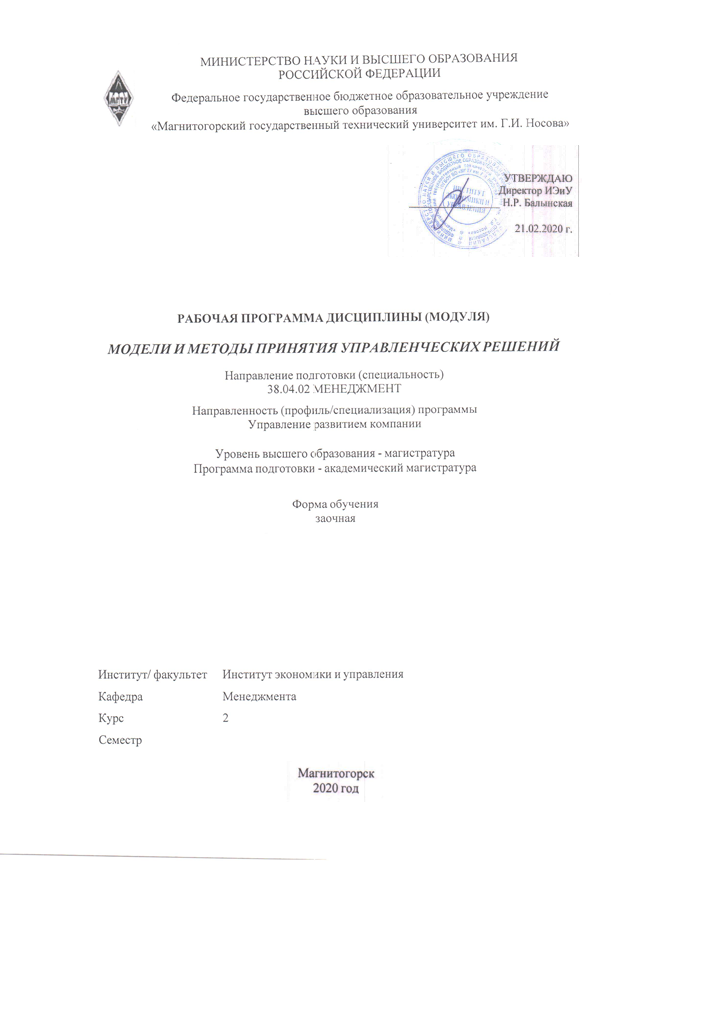 МИНИСТЕРСТВО НАУКИ И ВЫСШЕГО ОБРАЗОВАНИЯ
РОССИЙСКОЙ ФЕДЕРАЦИИ
Федеральное государственное бюджетное образовательное учреждение
высшего образования
«Магнитогорский государственный технический университет им. Г.И. Носова»
УТВЕРЖДАЮ
Директор ИЭиУ
Н.Р. Балынская
21.02.2020 г.
РАБОЧАЯ ПРОГРАММА ДИСЦИПЛИНЫ (МОДУЛЯ)
МОДЕЛИ И МЕТОДЫ ПРИНЯТИЯ УПРАВЛЕНЧЕСКИХ РЕШЕНИЙ
Направление подготовки (специальность)
38.04.02 МЕНЕДЖМЕНТ
Направленность (профиль/специализация) программы
Управление развитием компании
Уровень высшего образования - магистратура
Программа подготовки - академический магистратура
Форма обучения
заочная
Институт/ факультет Институт экономики и управления
Кафедра Менеджмента
Курс 2
Семестр
Магнитогорск
2020 год